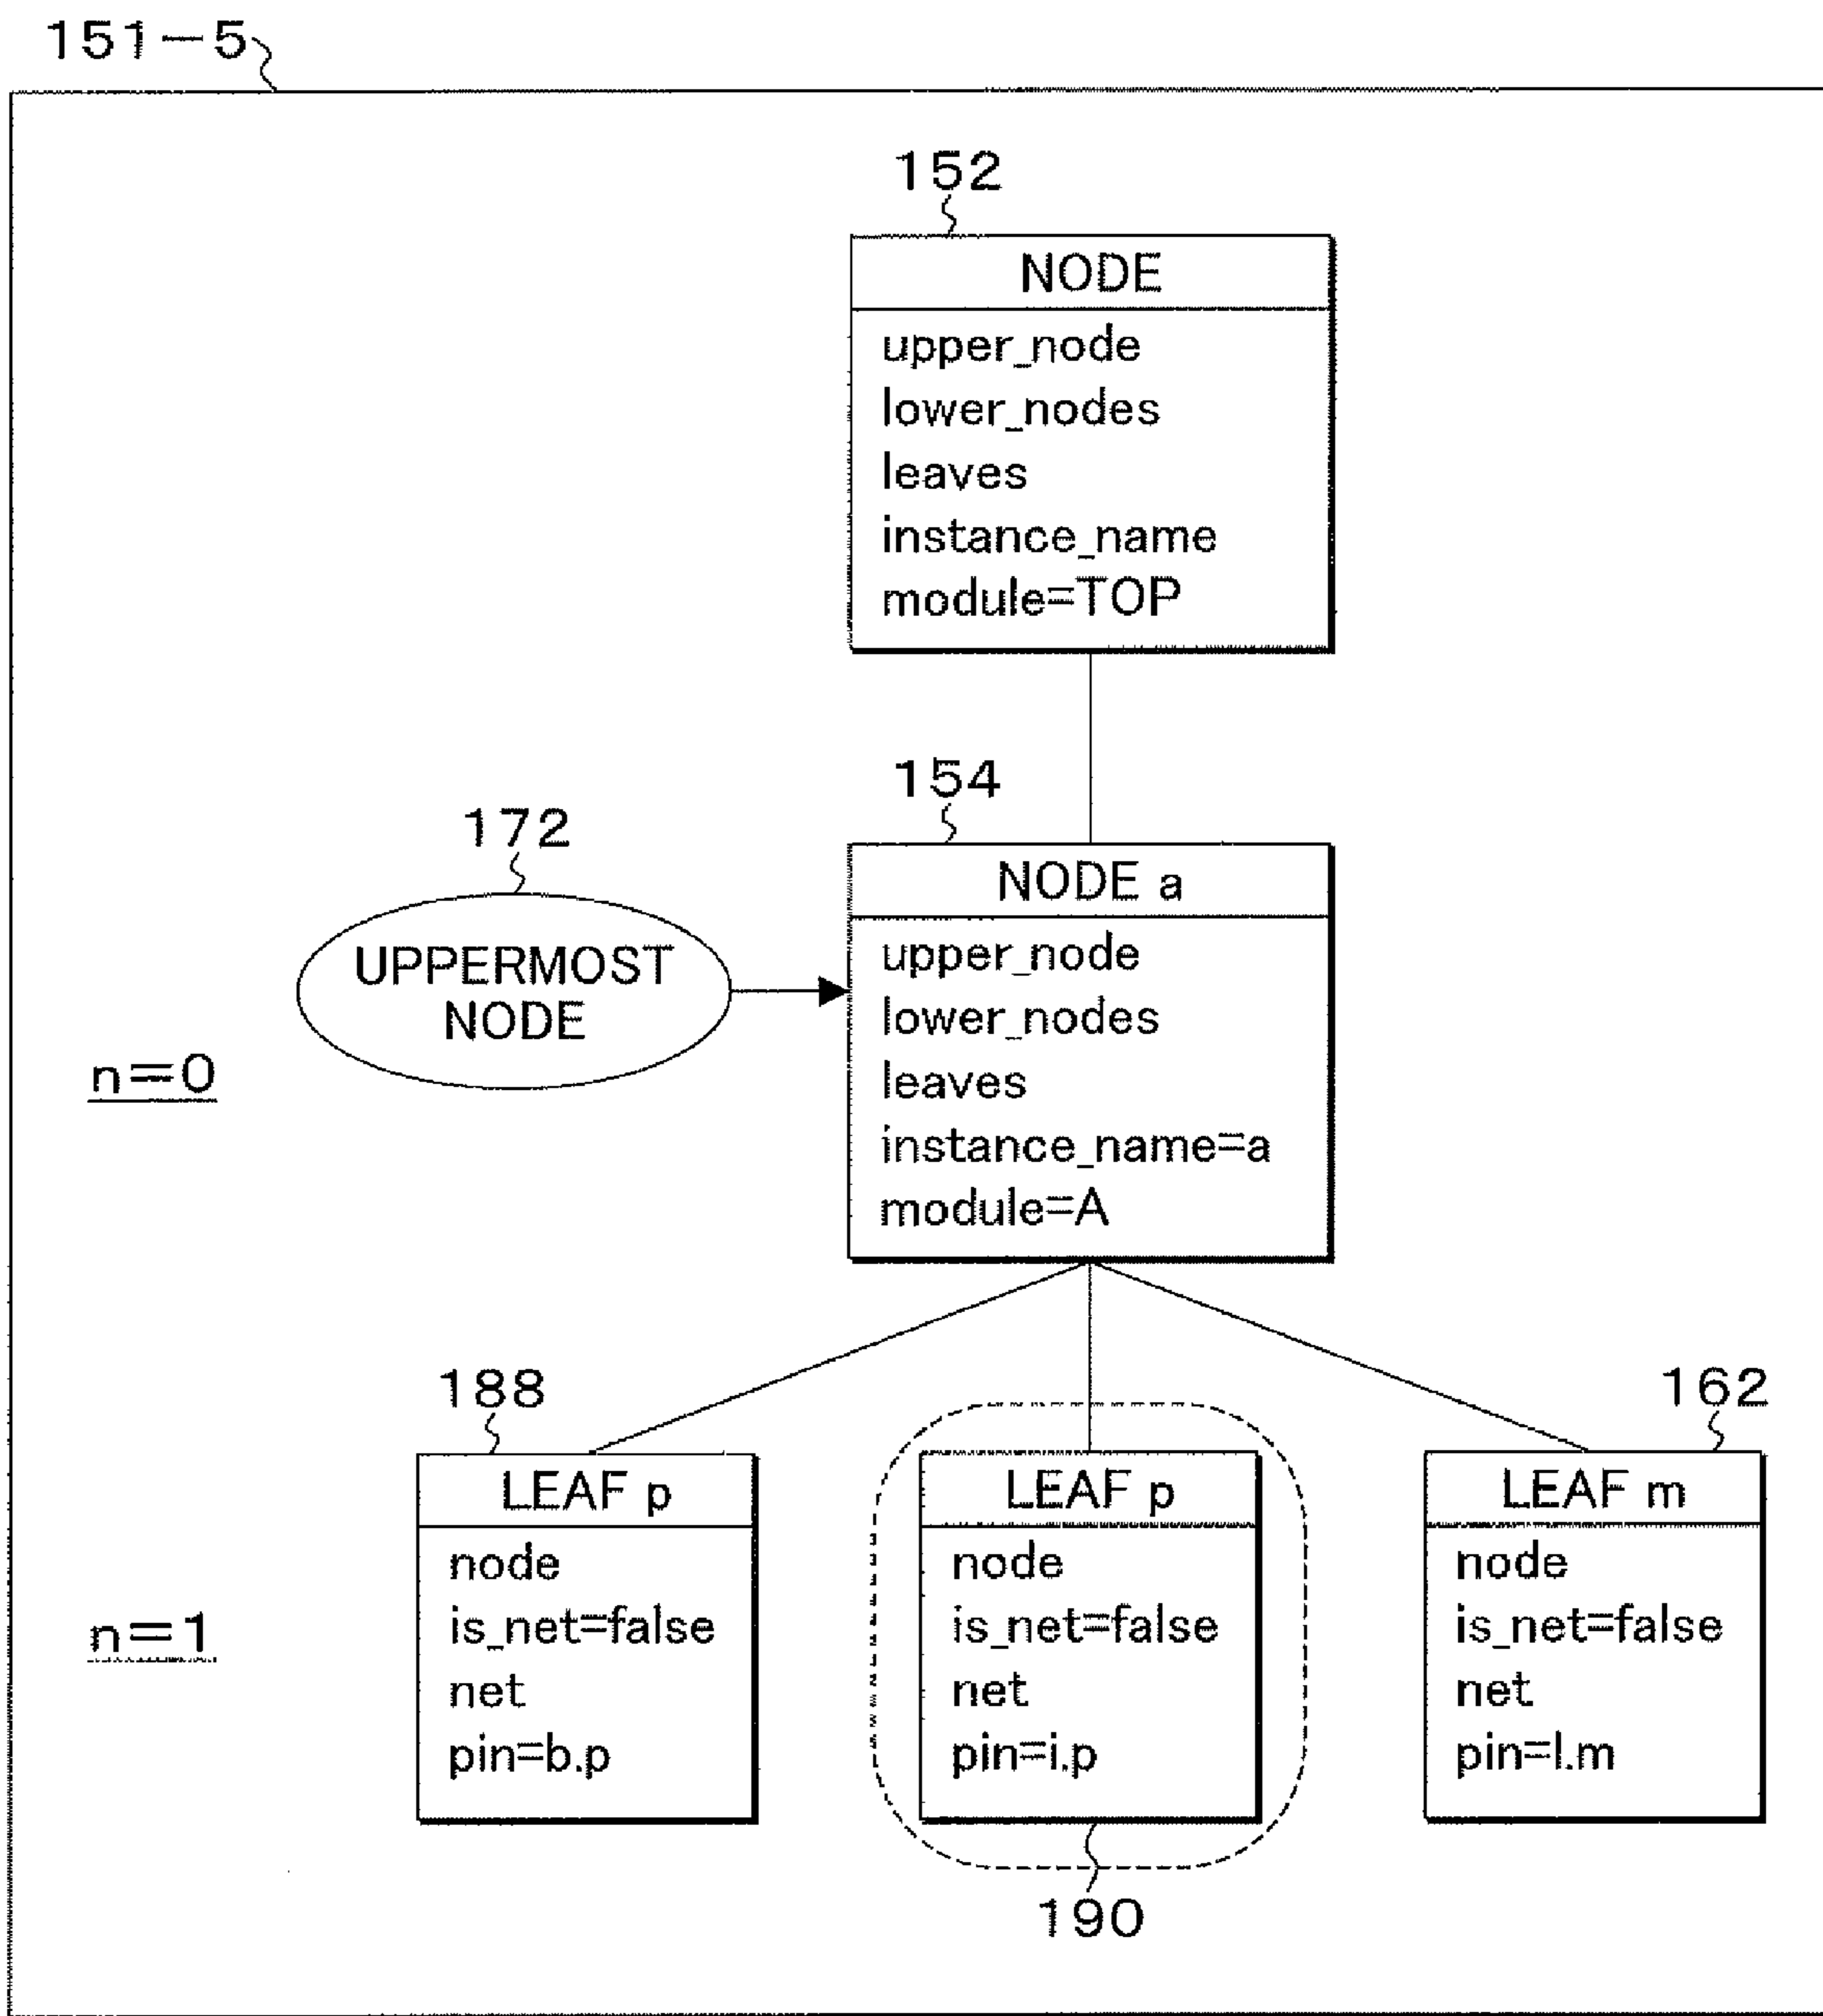 151-5
152
NODE
upper_node
lower_nodes
leaves
instance_name
module=TOP
154
172
NODE a
UPPERMOST
NODE
upper_node
lower_nodes
leaves
instance_name=a
module=A
n=0
188
162
LEAF p
node
is_net=false
net
pin=b.p
LEAF p
node
is_net=false
net
pin=i.p
LEAF m
node
is_net=false
net
pin=l.m
n=1
190